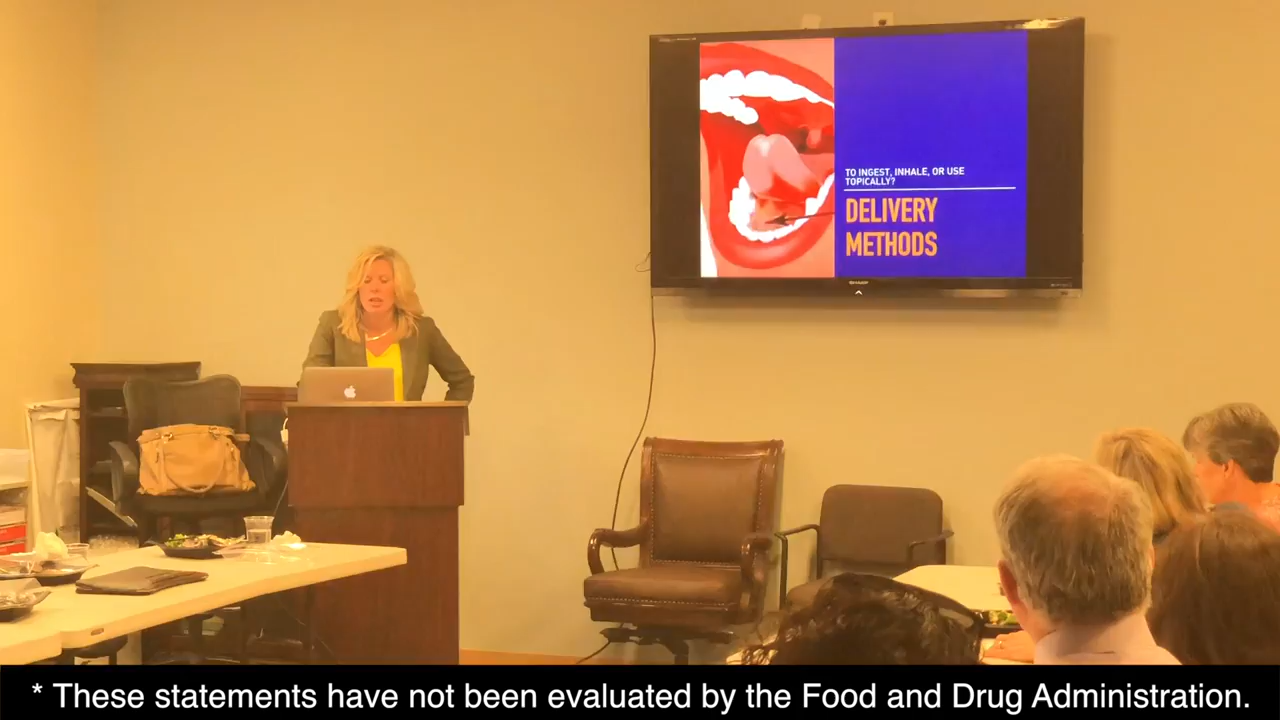 TO INGEST, INHALE, OR USE
TOPICALLY?
DELIVERY
METHODS
SHARP
* These statements have not been evaluated by the Food and Drug Administration.